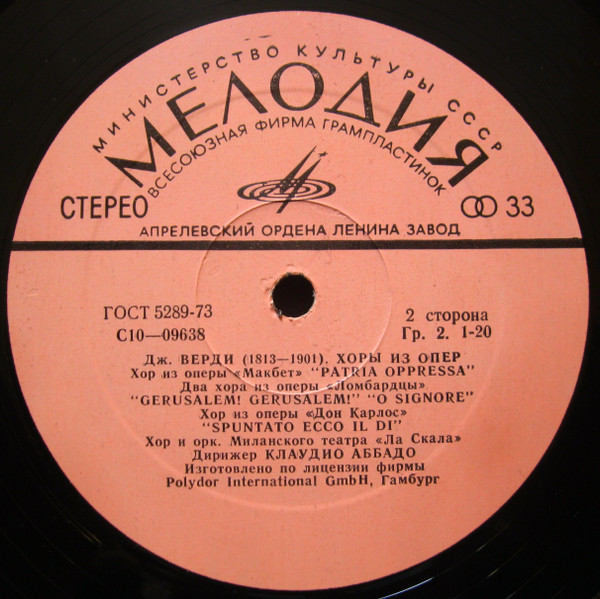 МИНИСТЕРСТВО КУЛЬТУРЫ СССР
МЕЛОДИЯ
ВСЕСОЮЗНАЯ ФИРМА ГРАМПЛАСТИНОК
СТЕРЕО
33
АПРЕЛЕВСКИЙ ОРДЕНА ЛЕНИНА ЗАВОД
ГОСТ 5289-73
2 сторона
С10—09638
Гр. 2. 1-20
Дж. ВЕРДИ (1813—1901). ХОРЫ ИЗ ОПЕР
Хор из оперы «Макбет» "PATRIA OPPRESSA"
Два хора из оперы «Ломбардцы»
"GERUSALEM! GERUSALEM!" "O SIGNORE"
Хор из оперы «Дон Карлос»
"SPUNTATO ECCO IL DI"
Хор и орк. Миланского театра «Ла Скала»
Дирижер КЛАУДИО АББАДО
Изготовлено по лицензии фирмы
Polydor International GmbH, Гамбург